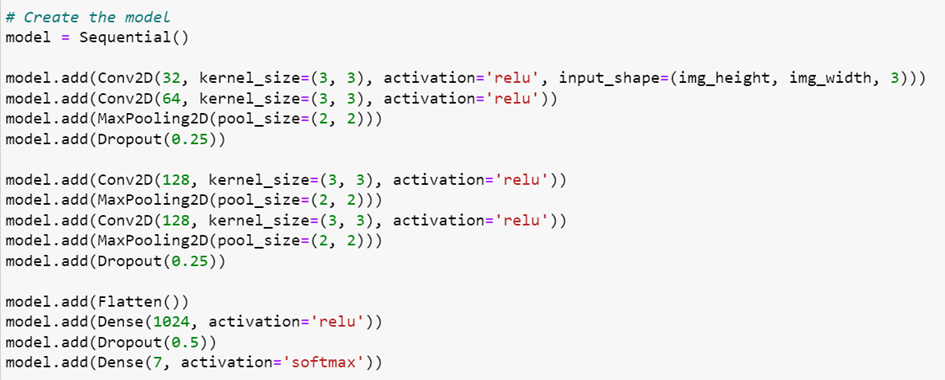 # Create the model
model = Sequential()
model.add(Conv2D(32, kernel_size=(3, 3), activation='relu', input_shape=(img_height, img_width, 3)))
model.add(Conv2D(64, kernel_size=(3, 3), activation='relu'))
model.add(MaxPooling2D(pool_size=(2, 2)))
model.add(Dropout(0.25))
model.add(Conv2D(128, kernel_size=(3, 3), activation='relu'))
model.add(MaxPooling2D(pool_size=(2, 2)))
model.add(Conv2D(128, kernel_size=(3, 3), activation='relu'))
model.add(MaxPooling2D(pool_size=(2, 2)))
model.add(Dropout(0.25))
model.add(Flatten())
model.add(Dense(1024, activation='relu'))
model.add(Dropout(0.5))
model.add(Dense(7, activation='softmax'))